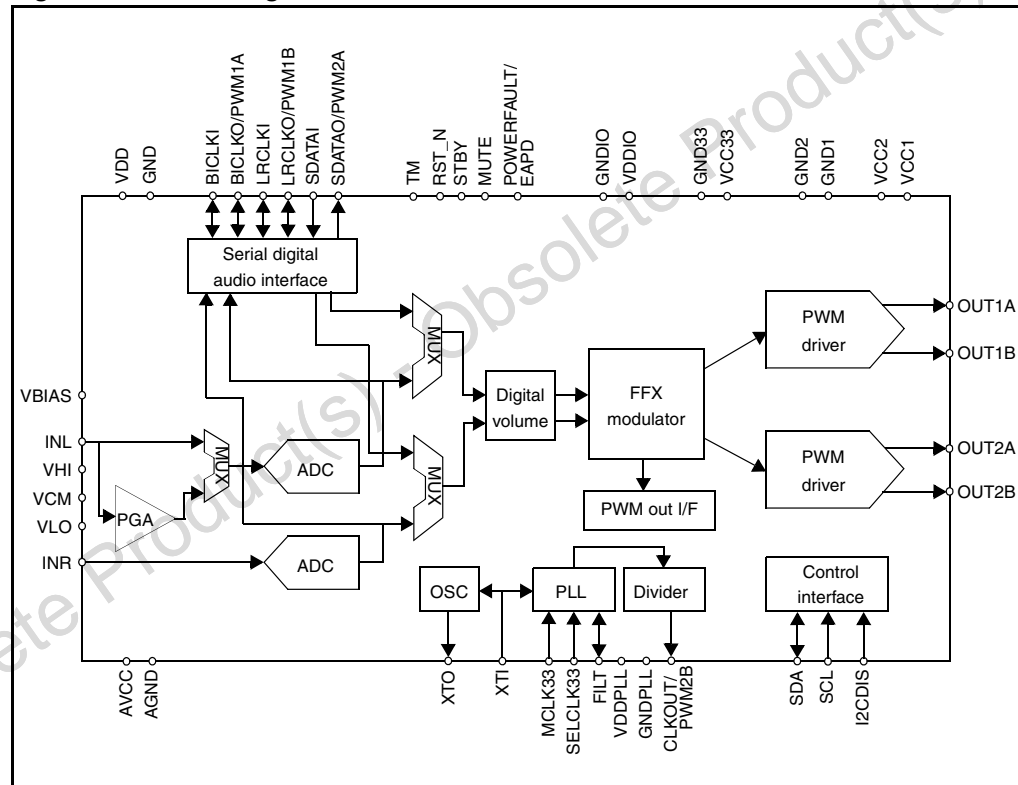 BICLKI
BICLKO/PWM1A
LRCLKI
LRCLKO/PWM1B
SDATAI
SDATAO/PWM2A
VDD
GND
TM
RST_N
STBY
MUTE
POWERFAULT/
EAPD
GNDIO
VDDIO
GND33
VCC33
GND2
GND1
VCC2
VCC1
Serial digital
audio interface
MUX
PWM
driver
OUT1A
OUT1B
VBIAS
INL
VHI
VCM
VLO
INR
PGA
MUX
ADC
ADC
MUX
Digital
volume
FFX
modulator
PWM out I/F
PWM
driver
OUT2A
OUT2B
OSC
PLL
Divider
Control
interface
AVCC
AGND
XTO
XTI
MCLK33
SELCLK33
FILT
VDDPLL
GNDPLL
CLKOUT/
PWM2B
SDA
SCL
I2CDIS
ete Product(s) - Obsolete Product(s)